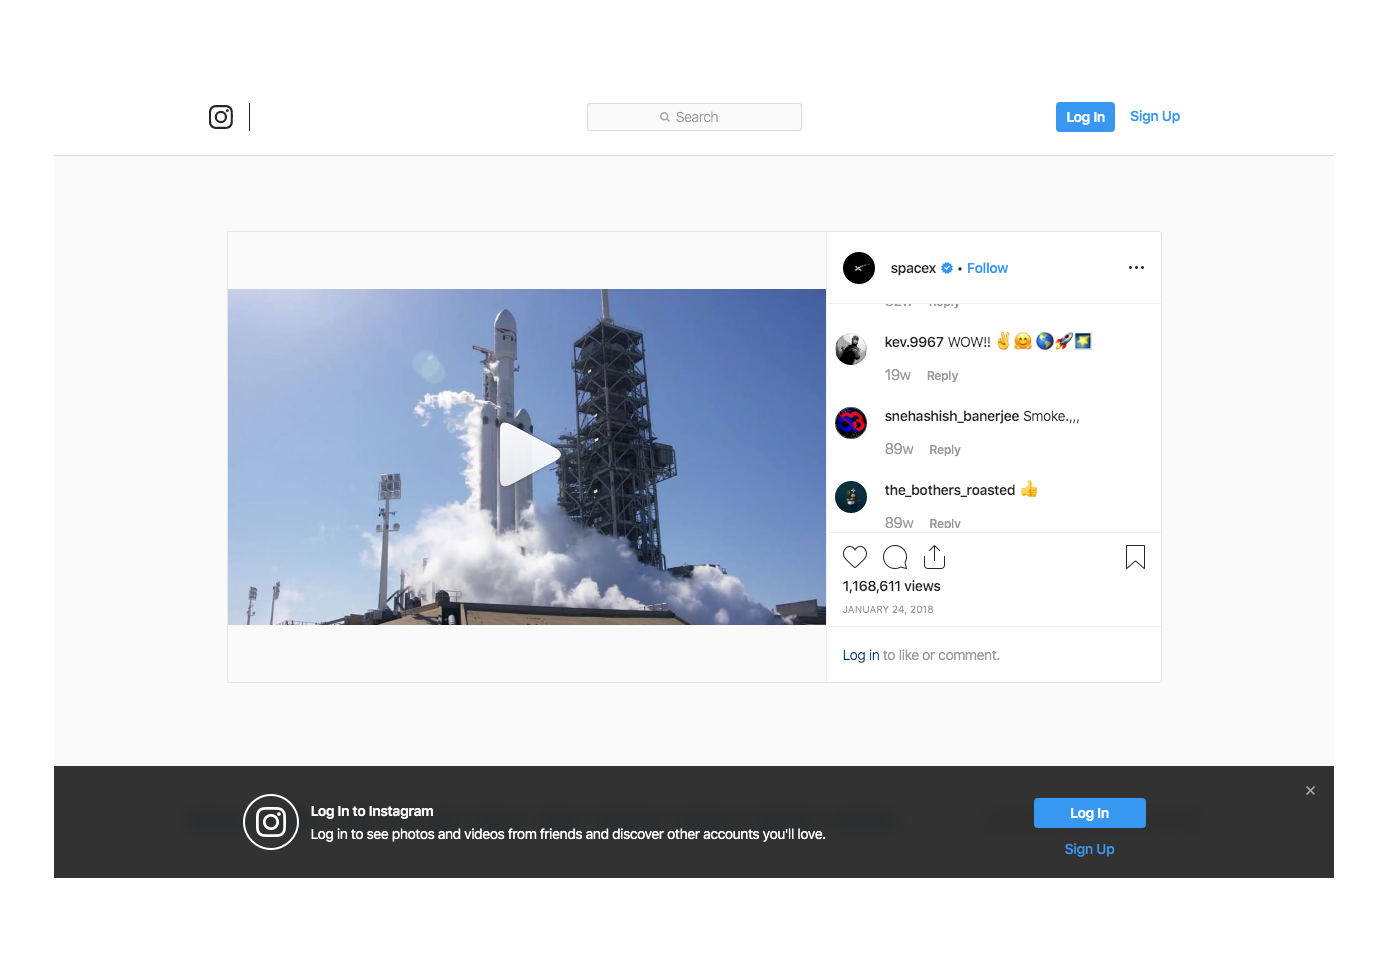 Search
Log In
Sign Up
spacex • Follow
Reply
kev.9967 WOW!! ✌️🤗🌎🚀🌠
19w Reply
snehashish_banerjee Smoke.,,,
89w Reply
the_bothers_roasted 👍
89w Reply
1,168,611 views
JANUARY 24, 2018
Log in to like or comment.
Log In to Instagram
Log in to see photos and videos from friends and discover other accounts you'll love.
Log In
Sign Up